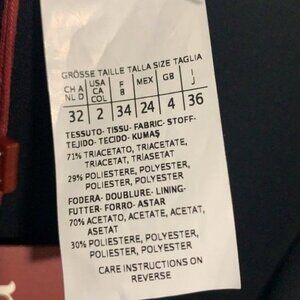 GRÖSSE TAILLE TALLA SIZE TAGLIA
CH A NL D USA CA COL F B MEX GB I J
32 2 34 24 4 36
TESSUTO- TISSU- FABRIC- STOFF-
TEJIDO- TECIDO- KUMAŞ
71% TRIACETATO, TRIACETATE,
TRIACETAT, TRIASETAT
29% POLIESTERE, POLYESTER,
POLIESTER, POLYESTER
FODERA- DOUBLURE- LINING-
FUTTER- FORRO- ASTAR
70% ACETATO, ACETATE, ACETAT,
ASETAT
30% POLIESTERE, POLYESTER,
POLIESTER, POLYESTER
CARE INSTRUCTIONS ON
REVERSE